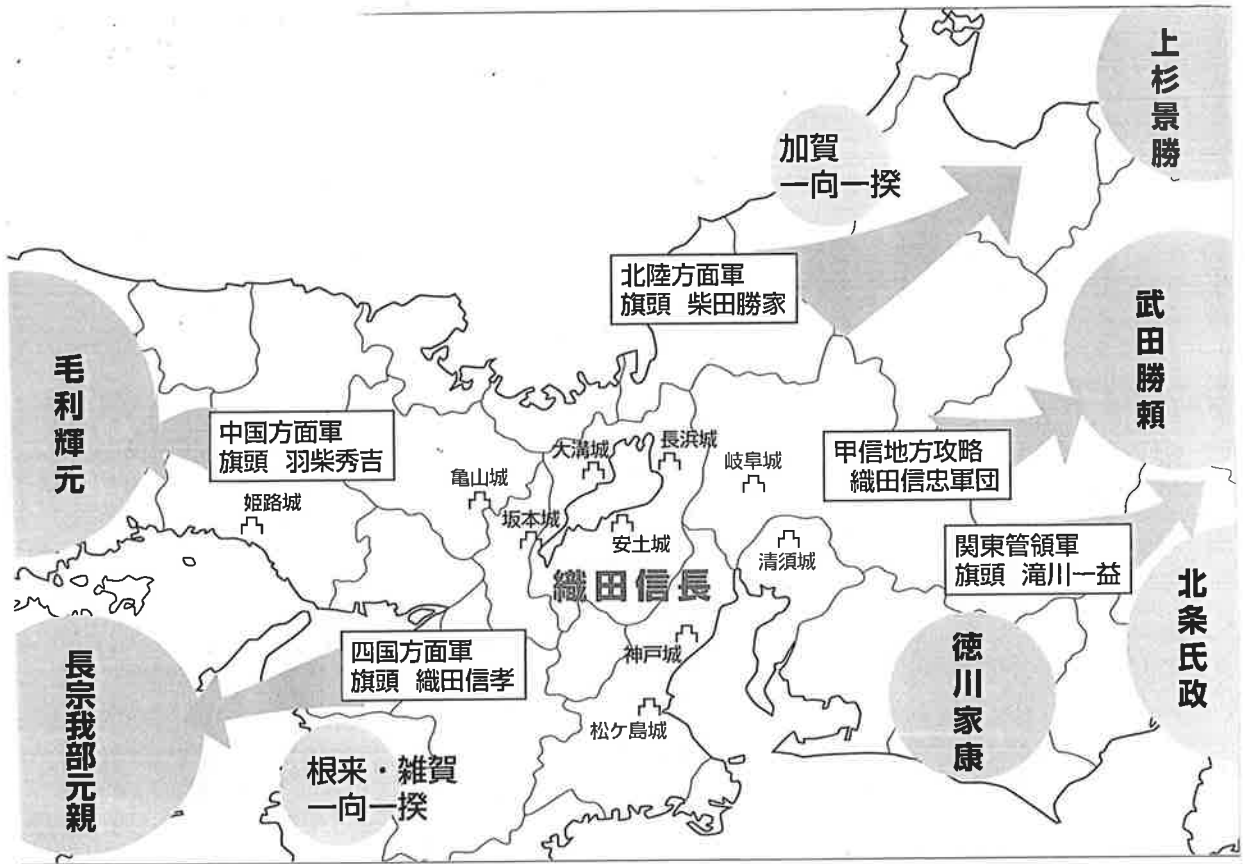 上杉景勝
加賀
一向一揆
北陸方面軍
旗頭 柴田勝家
武田勝頼
毛利輝元
中国方面軍
旗頭 羽柴秀吉
大溝城
長浜城
岐阜城
甲信地方攻略
織田信忠軍団
姫路城
亀山城
坂本城
安土城
清須城
関東管領軍
旗頭 滝川一益
織田信長
北条氏政
四国方面軍
旗頭 織田信孝
神戸城
徳川家康
長宗我部元親
松ケ島城
根来・雑賀
一向一揆